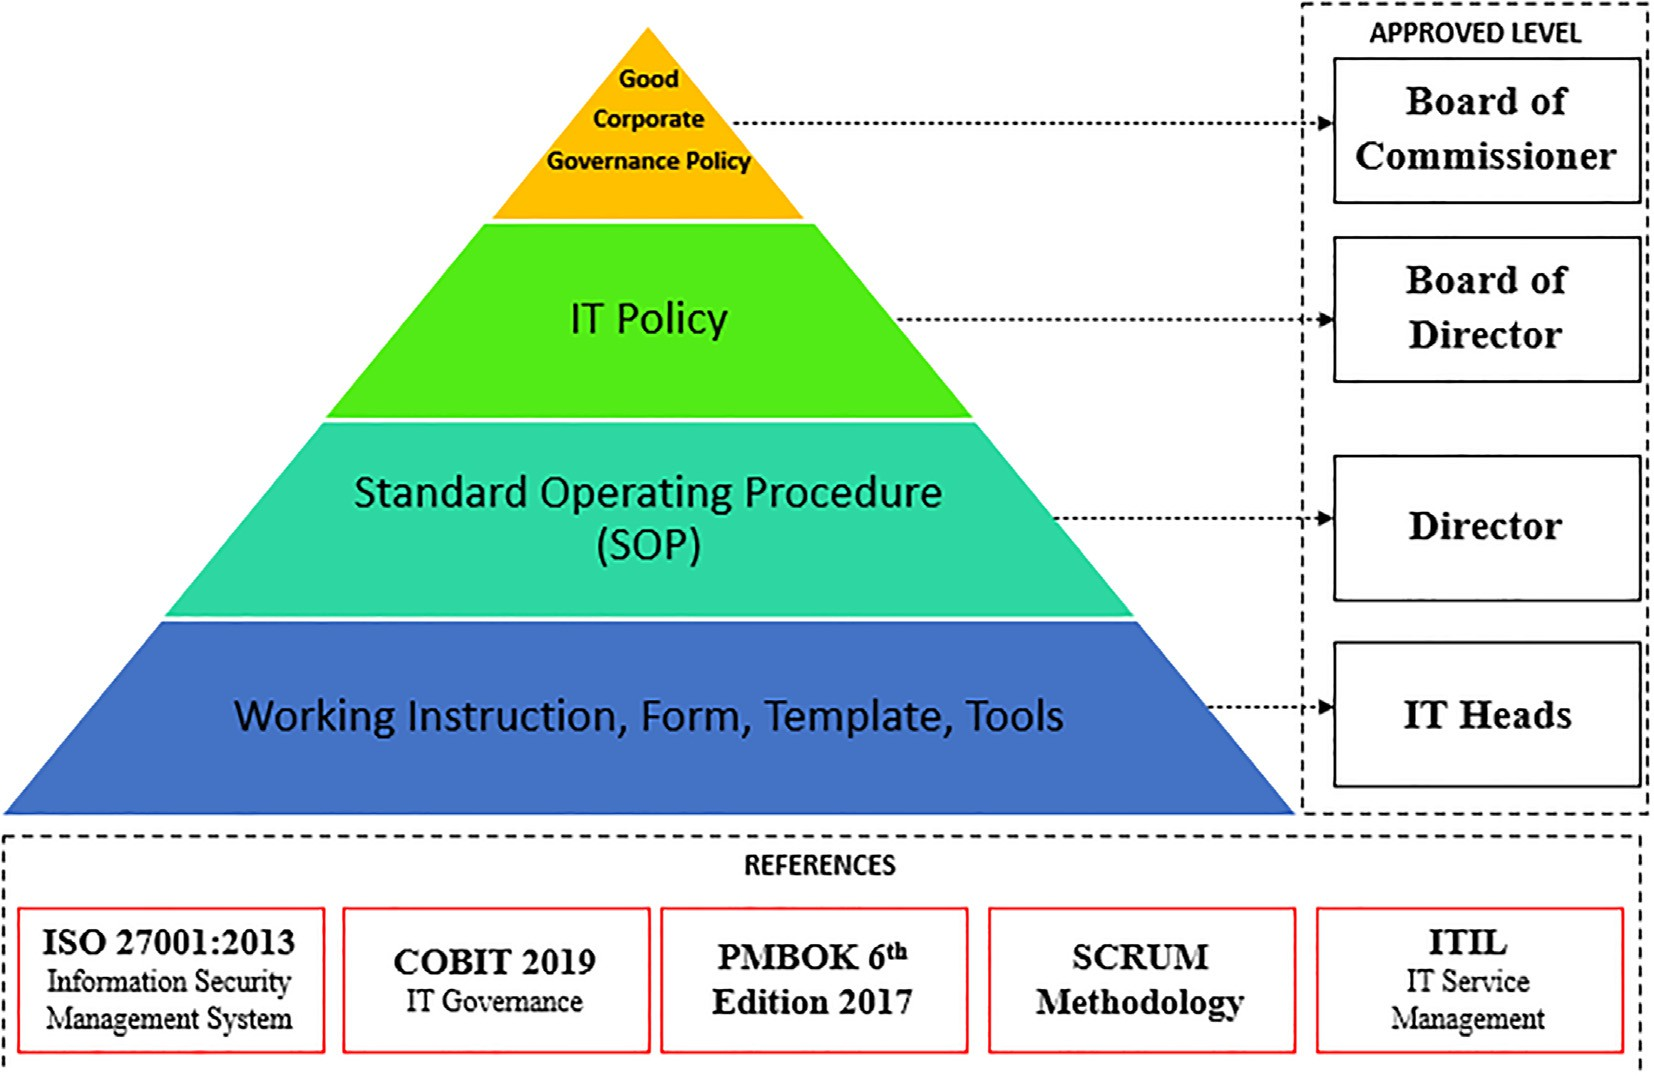 Good
Corporate
Governance Policy
IT Policy
Standard Operating Procedure
(SOP)
Working Instruction, Form, Template, Tools
APPROVED LEVEL
Board of
Commissioner
Board of
Director
Director
IT Heads
REFERENCES
ISO 27001:2013
Information Security
Management System
COBIT 2019
IT Governance
PMBOK 6th
Edition 2017
SCRUM
Methodology
ITIL
IT Service
Management